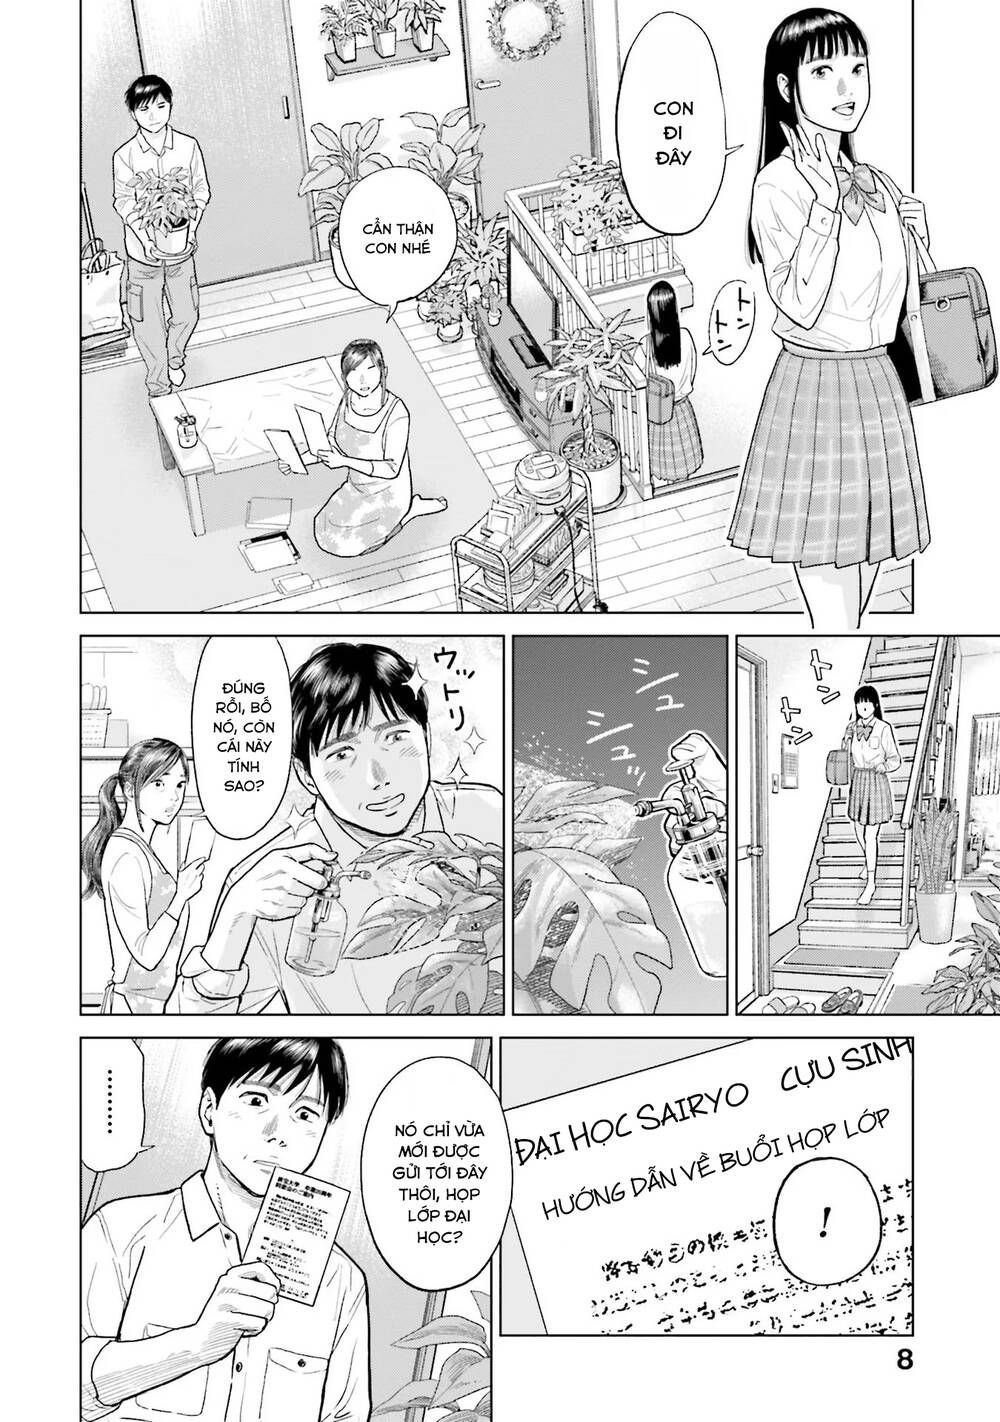 CON
ĐI
ĐÂY
CẨN THẬN
CON NHÉ
トン
トン
トン
トン
シュッ
シュッ
ウットリ
ĐÚNG
RỒI, BỐ
NÓ, CÒN
CÁI NÀY
TÍNH
SAO?
ĐẠI HỌC SAIRYO CỰU SINH
HƯỚNG DẪN VỀ BUỔI HỌP LỚP
!
NÓ CHỈ VỪA
MỚI ĐƯỢC
GỬI TỚI ĐÂY
THÔI, HỌP
LỚP ĐẠI
HỌC?
.........
8